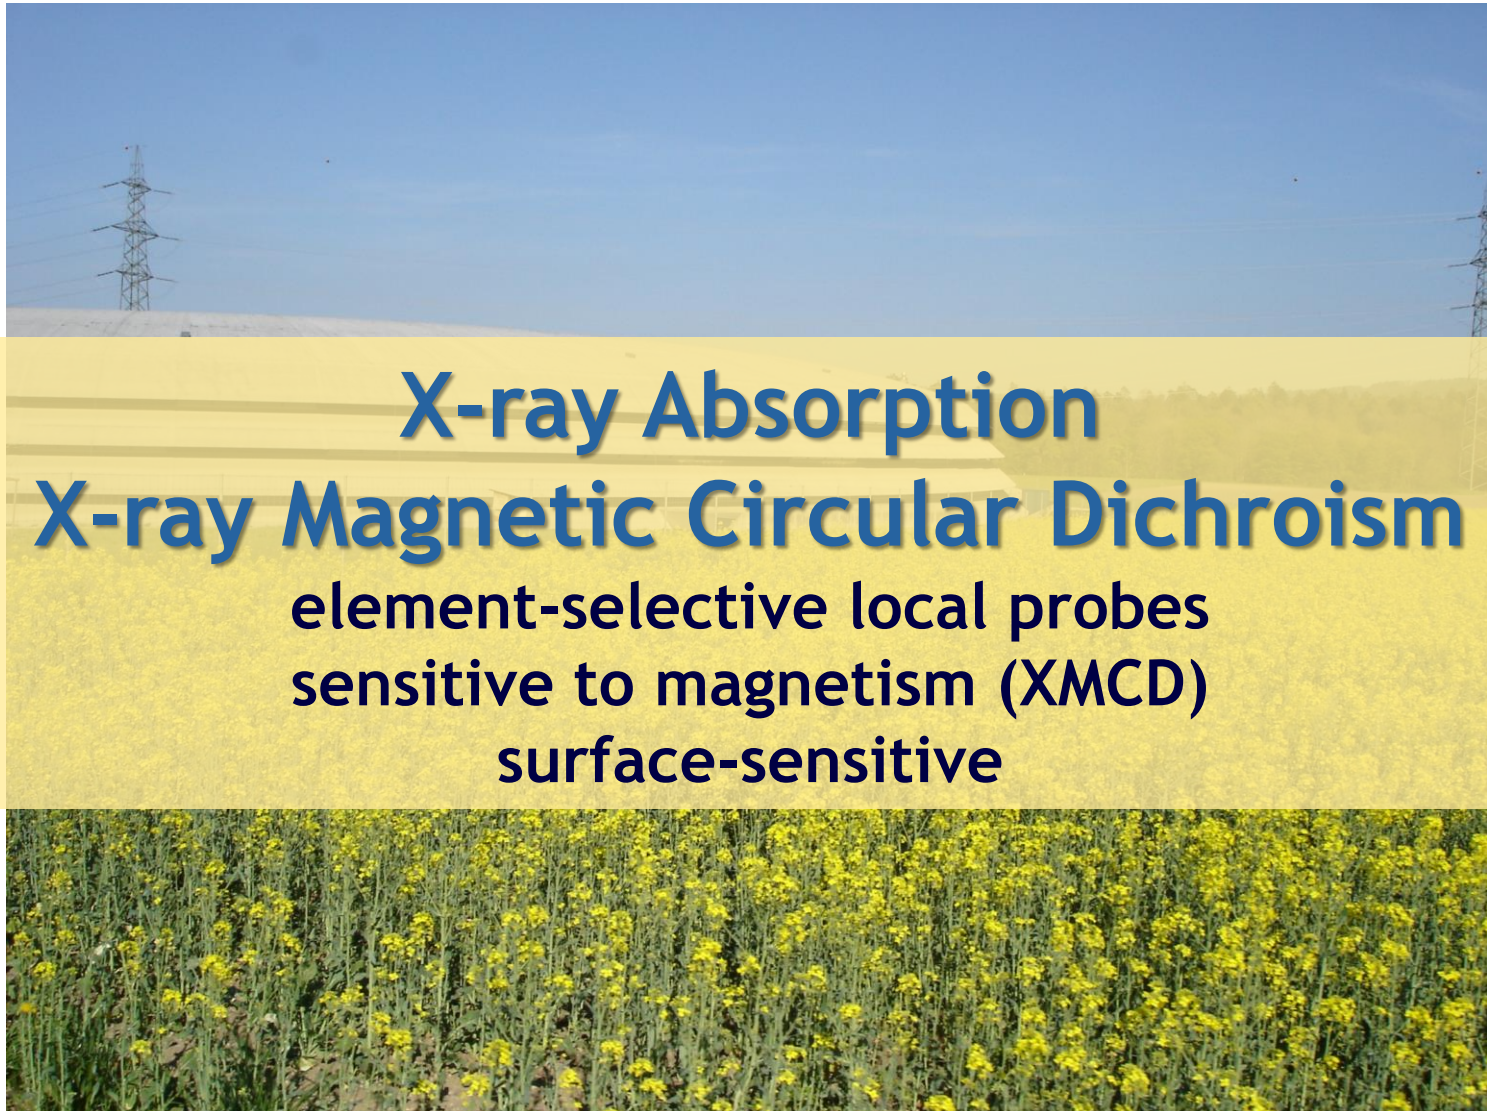 X-ray Absorption
X-ray Magnetic Circular Dichroism
element-selective local probes
sensitive to magnetism (XMCD)
surface-sensitive